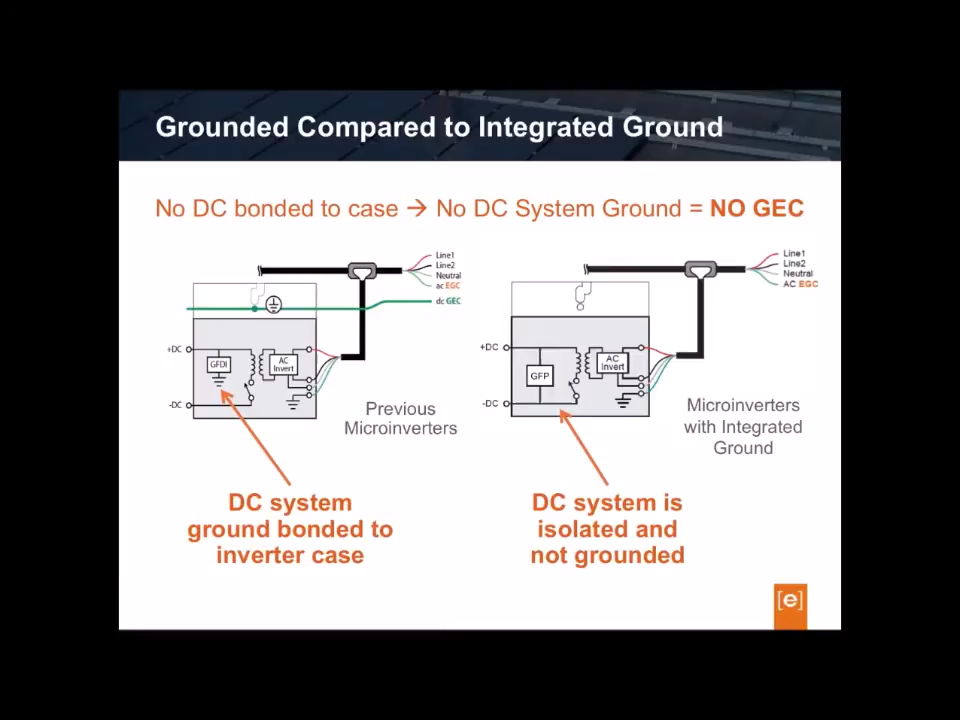 Grounded Compared to Integrated Ground
No DC bonded to case → No DC System Ground = NO GEC
Line1
Line2
Neutral
ac EGC
dc GEC
+DC
GFDI
AC
Invert
-DC
Previous
Microinverters
DC system
ground bonded to
inverter case
Line1
Line2
Neutral
AC EGC
+DC
GFP
AC
Invert
-DC
Microinverters
with Integrated
Ground
DC system is
isolated and
not grounded
[e]